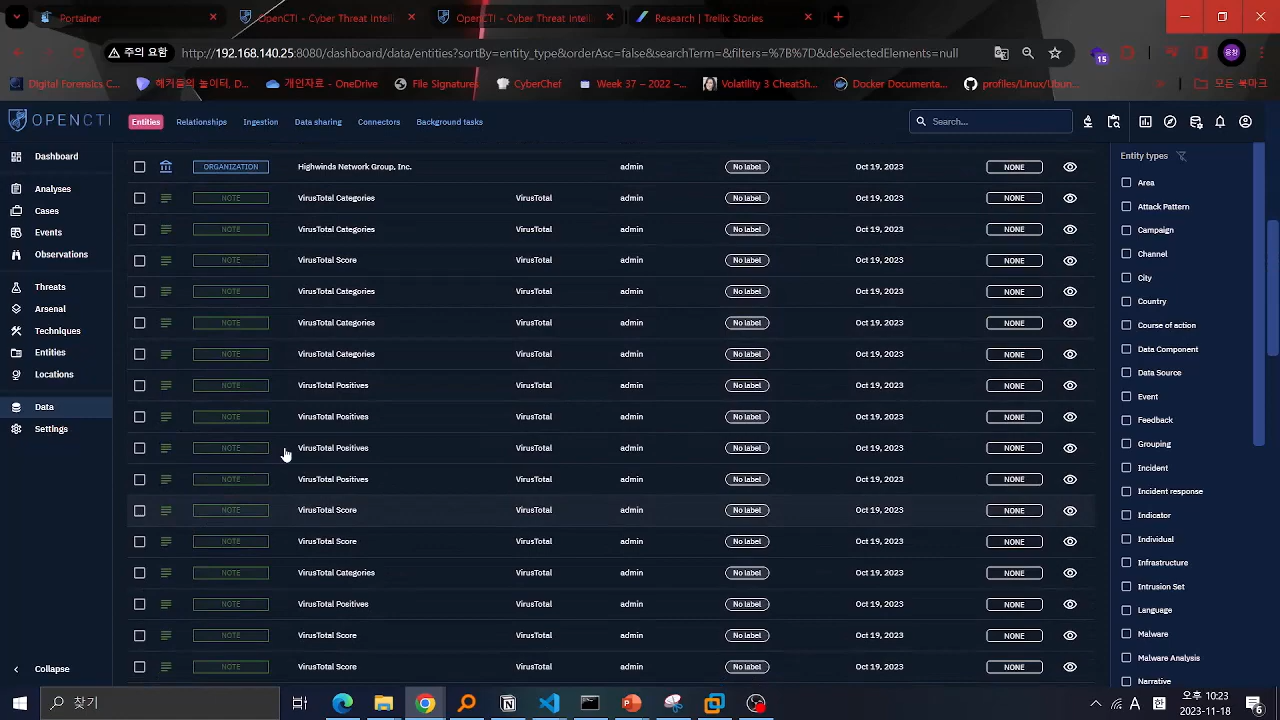 Portainer
OpenCTI - Cyber Threat Intelli
OpenCTI - Cyber Threat Intelli
Research | Trellix Stories
주의 요함
http://192.168.140.25:8080/dashboard/data/entities?sortBy=entity_type&orderAsc=false&searchTerm=&filters=%7B%7D&deSelectedElements=null
15
Digital Forensics C...
해커들의 놀이터, D...
개인자료 - OneDrive
File Signatures
CyberChef
Week 37 – 2022 –...
Volatility 3 CheatSh...
Docker Documenta...
profiles/Linux/Ubun...
모든 북마크
OPENCTI
Entities
Relationships
Ingestion
Data sharing
Connectors
Background tasks
Search...
Dashboard
Analyses
Cases
Events
Observations
Threats
Arsenal
Techniques
Entities
Locations
Data
Settings
Collapse
ORGANIZATION Highwinds Network Group, Inc. admin No label Oct 19, 2023 NONE
NOTE VirusTotal Categories VirusTotal admin No label Oct 19, 2023 NONE
NOTE VirusTotal Categories VirusTotal admin No label Oct 19, 2023 NONE
NOTE VirusTotal Score VirusTotal admin No label Oct 19, 2023 NONE
NOTE VirusTotal Categories VirusTotal admin No label Oct 19, 2023 NONE
NOTE VirusTotal Categories VirusTotal admin No label Oct 19, 2023 NONE
NOTE VirusTotal Categories VirusTotal admin No label Oct 19, 2023 NONE
NOTE VirusTotal Positives VirusTotal admin No label Oct 19, 2023 NONE
NOTE VirusTotal Positives VirusTotal admin No label Oct 19, 2023 NONE
NOTE VirusTotal Positives VirusTotal admin No label Oct 19, 2023 NONE
NOTE VirusTotal Positives VirusTotal admin No label Oct 19, 2023 NONE
NOTE VirusTotal Score VirusTotal admin No label Oct 19, 2023 NONE
NOTE VirusTotal Score VirusTotal admin No label Oct 19, 2023 NONE
NOTE VirusTotal Categories VirusTotal admin No label Oct 19, 2023 NONE
NOTE VirusTotal Positives VirusTotal admin No label Oct 19, 2023 NONE
NOTE VirusTotal Score VirusTotal admin No label Oct 19, 2023 NONE
NOTE VirusTotal Score VirusTotal admin No label Oct 19, 2023 NONE
Entity types
Area
Attack Pattern
Campaign
Channel
City
Country
Course of action
Data Component
Data Source
Event
Feedback
Grouping
Incident
Incident response
Indicator
Individual
Infrastructure
Intrusion Set
Language
Malware
Malware Analysis
Narrative
찾기
A
한
오후 10:23
2023-11-18
6